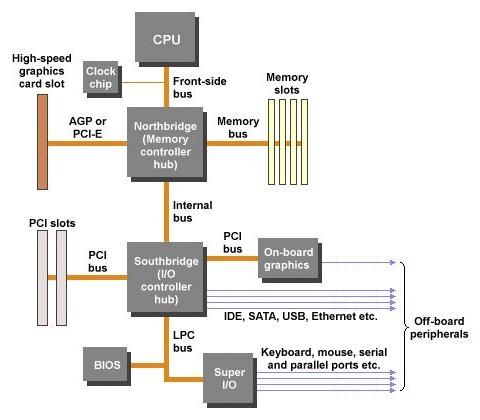 CPU
High-speed
graphics
card slot
Clock
chip
Front-side
bus
Memory
slots
AGP or
PCI-E
Northbridge
(Memory
controller
hub)
Memory
bus
Internal
bus
PCI slots
PCI
bus
Southbridge
(I/O
controller
hub)
PCI
bus
On-board
graphics
IDE, SATA, USB, Ethernet etc.
Off-board
peripherals
LPC
bus
BIOS
Super
I/O
Keyboard, mouse, serial
and parallel ports etc.